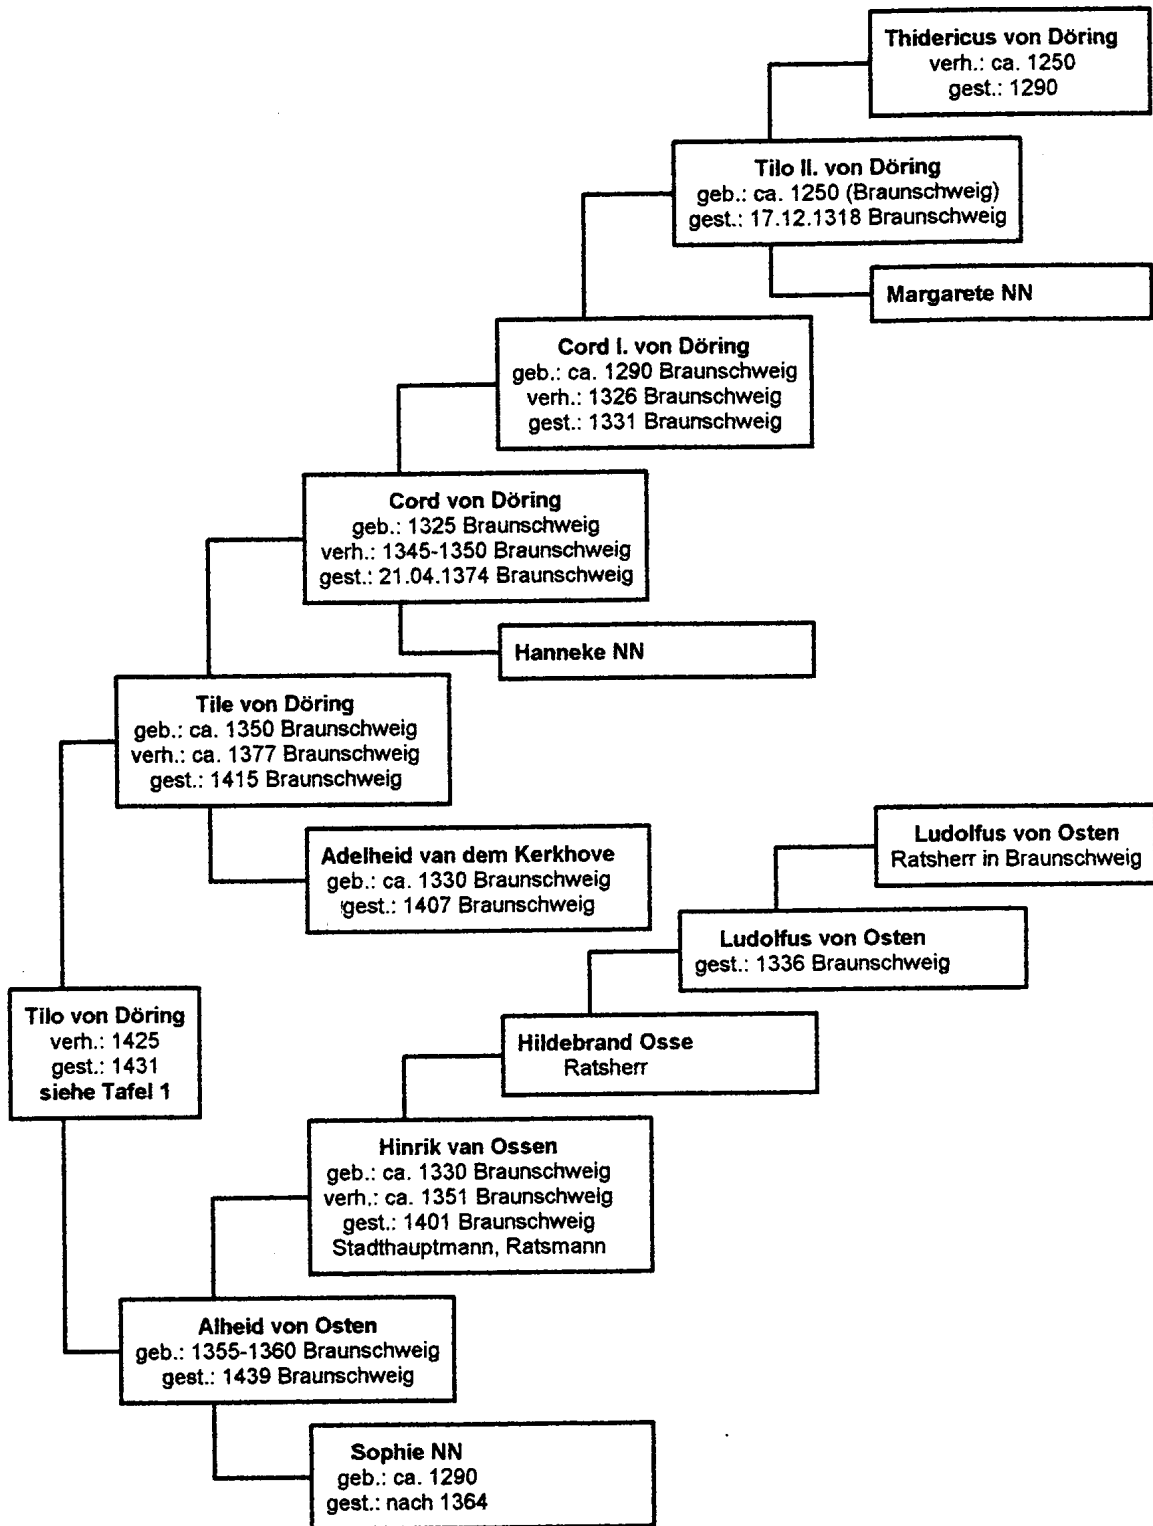 Thidericus von Döring
verh.: ca. 1250
gest.: 1290
Tilo II. von Döring
geb.: ca. 1250 (Braunschweig)
gest.: 17.12.1318 Braunschweig
Margarete NN
Cord I. von Döring
geb.: ca. 1290 Braunschweig
verh.: 1326 Braunschweig
gest.: 1331 Braunschweig
Cord von Döring
geb.: 1325 Braunschweig
verh.: 1345-1350 Braunschweig
gest.: 21.04.1374 Braunschweig
Hanneke NN
Tile von Döring
geb.: ca. 1350 Braunschweig
verh.: ca. 1377 Braunschweig
gest.: 1415 Braunschweig
Adelheid van dem Kerkhove
geb.: ca. 1330 Braunschweig
gest.: 1407 Braunschweig
Ludolfus von Osten
Ratsherr in Braunschweig
Ludolfus von Osten
gest.: 1336 Braunschweig
Tilo von Döring
verh.: 1425
gest.: 1431
siehe Tafel 1
Hildebrand Osse
Ratsherr
Hinrik van Ossen
geb.: ca. 1330 Braunschweig
verh.: ca. 1351 Braunschweig
gest.: 1401 Braunschweig
Stadthauptmann, Ratsmann
Alheid von Osten
geb.: 1355-1360 Braunschweig
gest.: 1439 Braunschweig
Sophie NN
geb.: ca. 1290
gest.: nach 1364